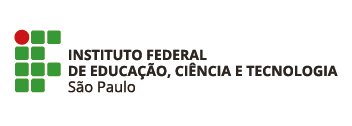 INSTITUTO FEDERAL
DE EDUCAÇÃO, CIÊNCIA E TECNOLOGIA
São Paulo